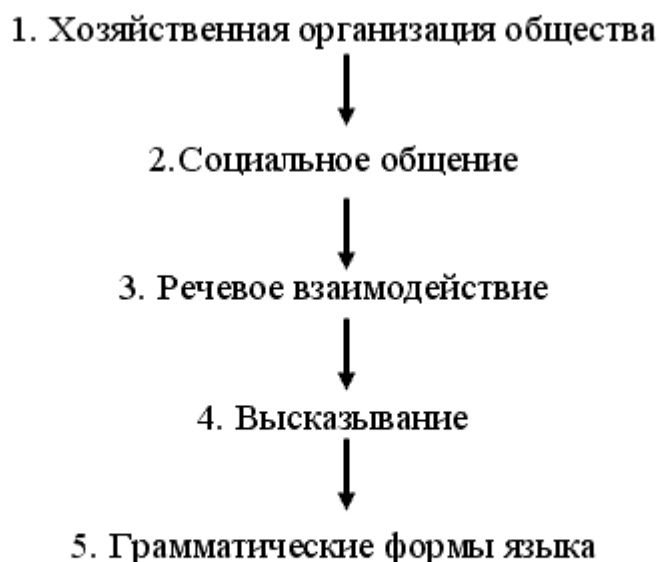 1. Хозяйственная организация общества
2.Социальное общение
3. Речевое взаимодействие
4. Высказывание
5. Грамматические формы языка